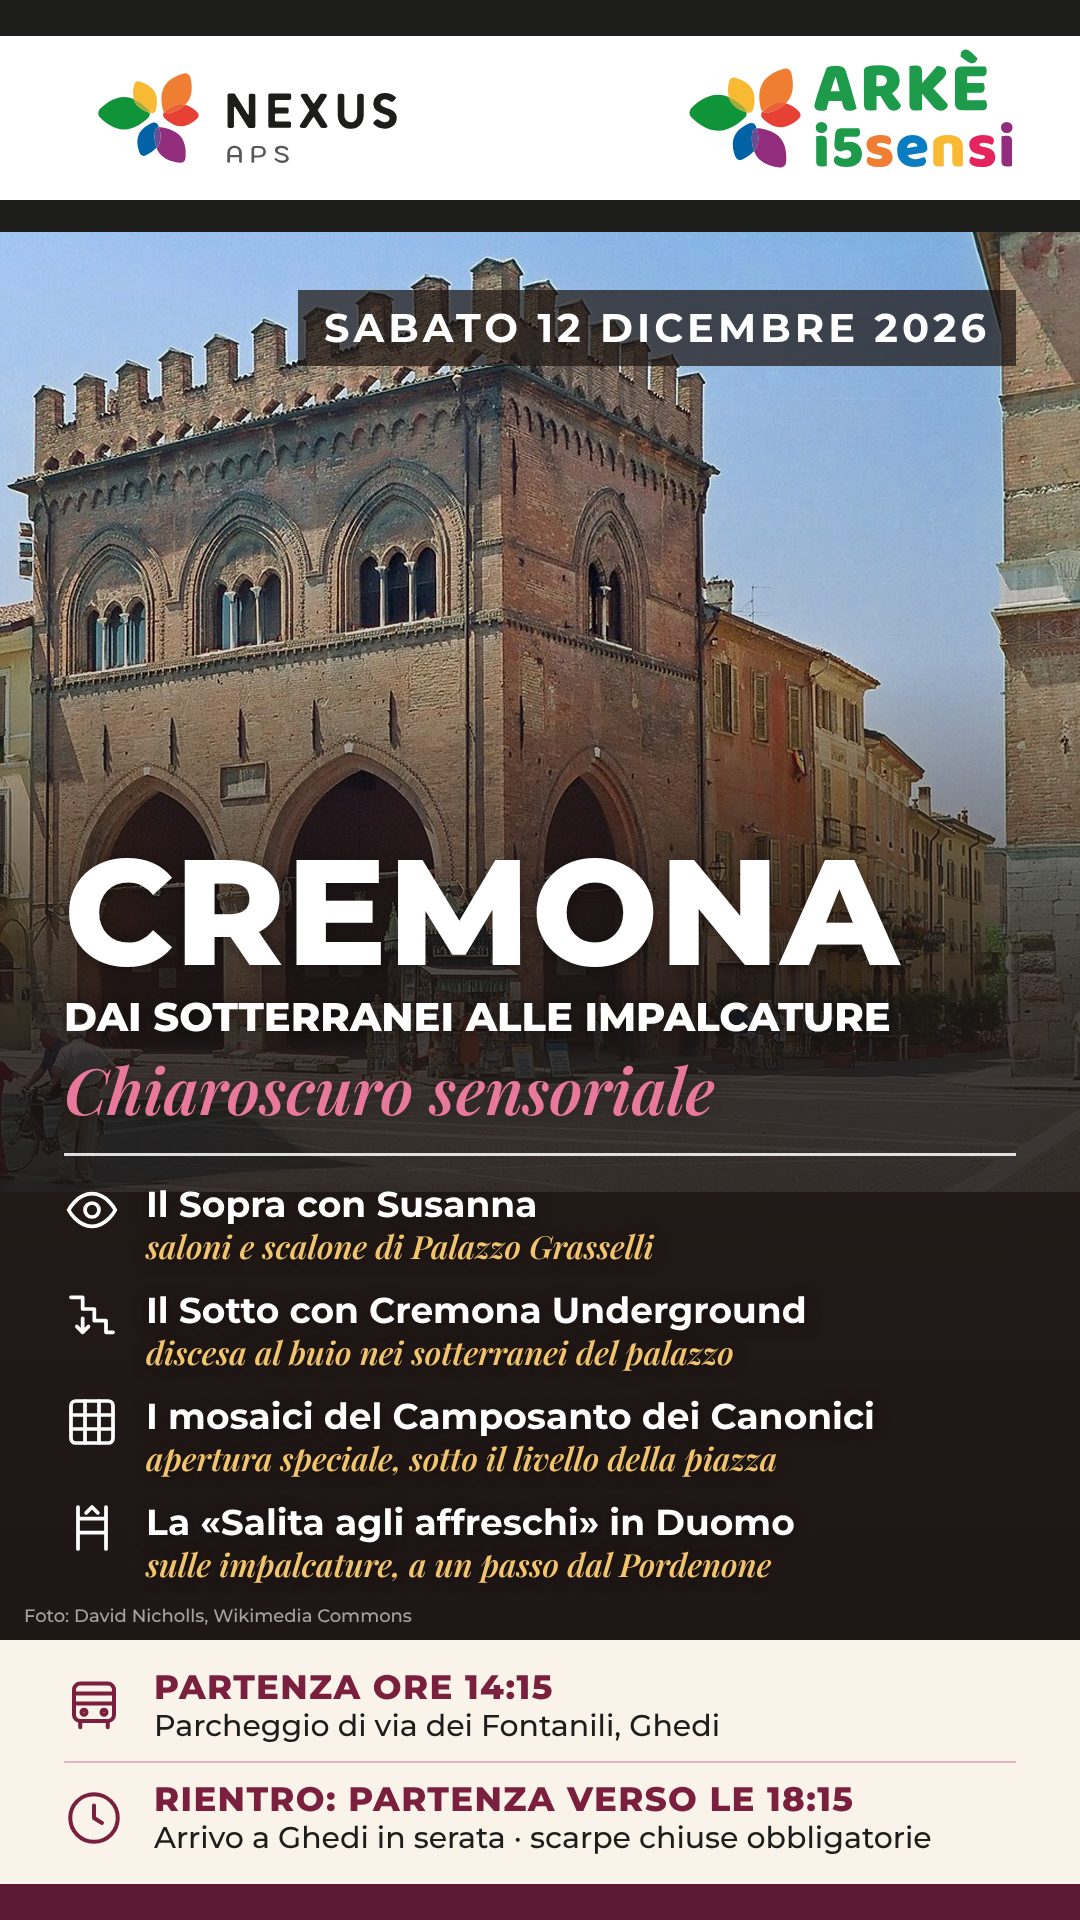 NEXUS
APS
ARKÈ
i5sensi
SABATO 12 DICEMBRE 2026
CREMONA
DAI SOTTERRANEI ALLE IMPALCATURE
Chiaroscuro sensoriale
Il Sopra con Susanna
saloni e scalone di Palazzo Grasselli
Il Sotto con Cremona Underground
discesa al buio nei sotterranei del palazzo
I mosaici del Camposanto dei Canonici
apertura speciale, sotto il livello della piazza
La «Salita agli affreschi» in Duomo
sulle impalcature, a un passo dal Pordenone
Foto: David Nicholls, Wikimedia Commons
PARTENZA ORE 14:15
Parcheggio di via dei Fontanili, Ghedi
RIENTRO: PARTENZA VERSO LE 18:15
Arrivo a Ghedi in serata · scarpe chiuse obbligatorie